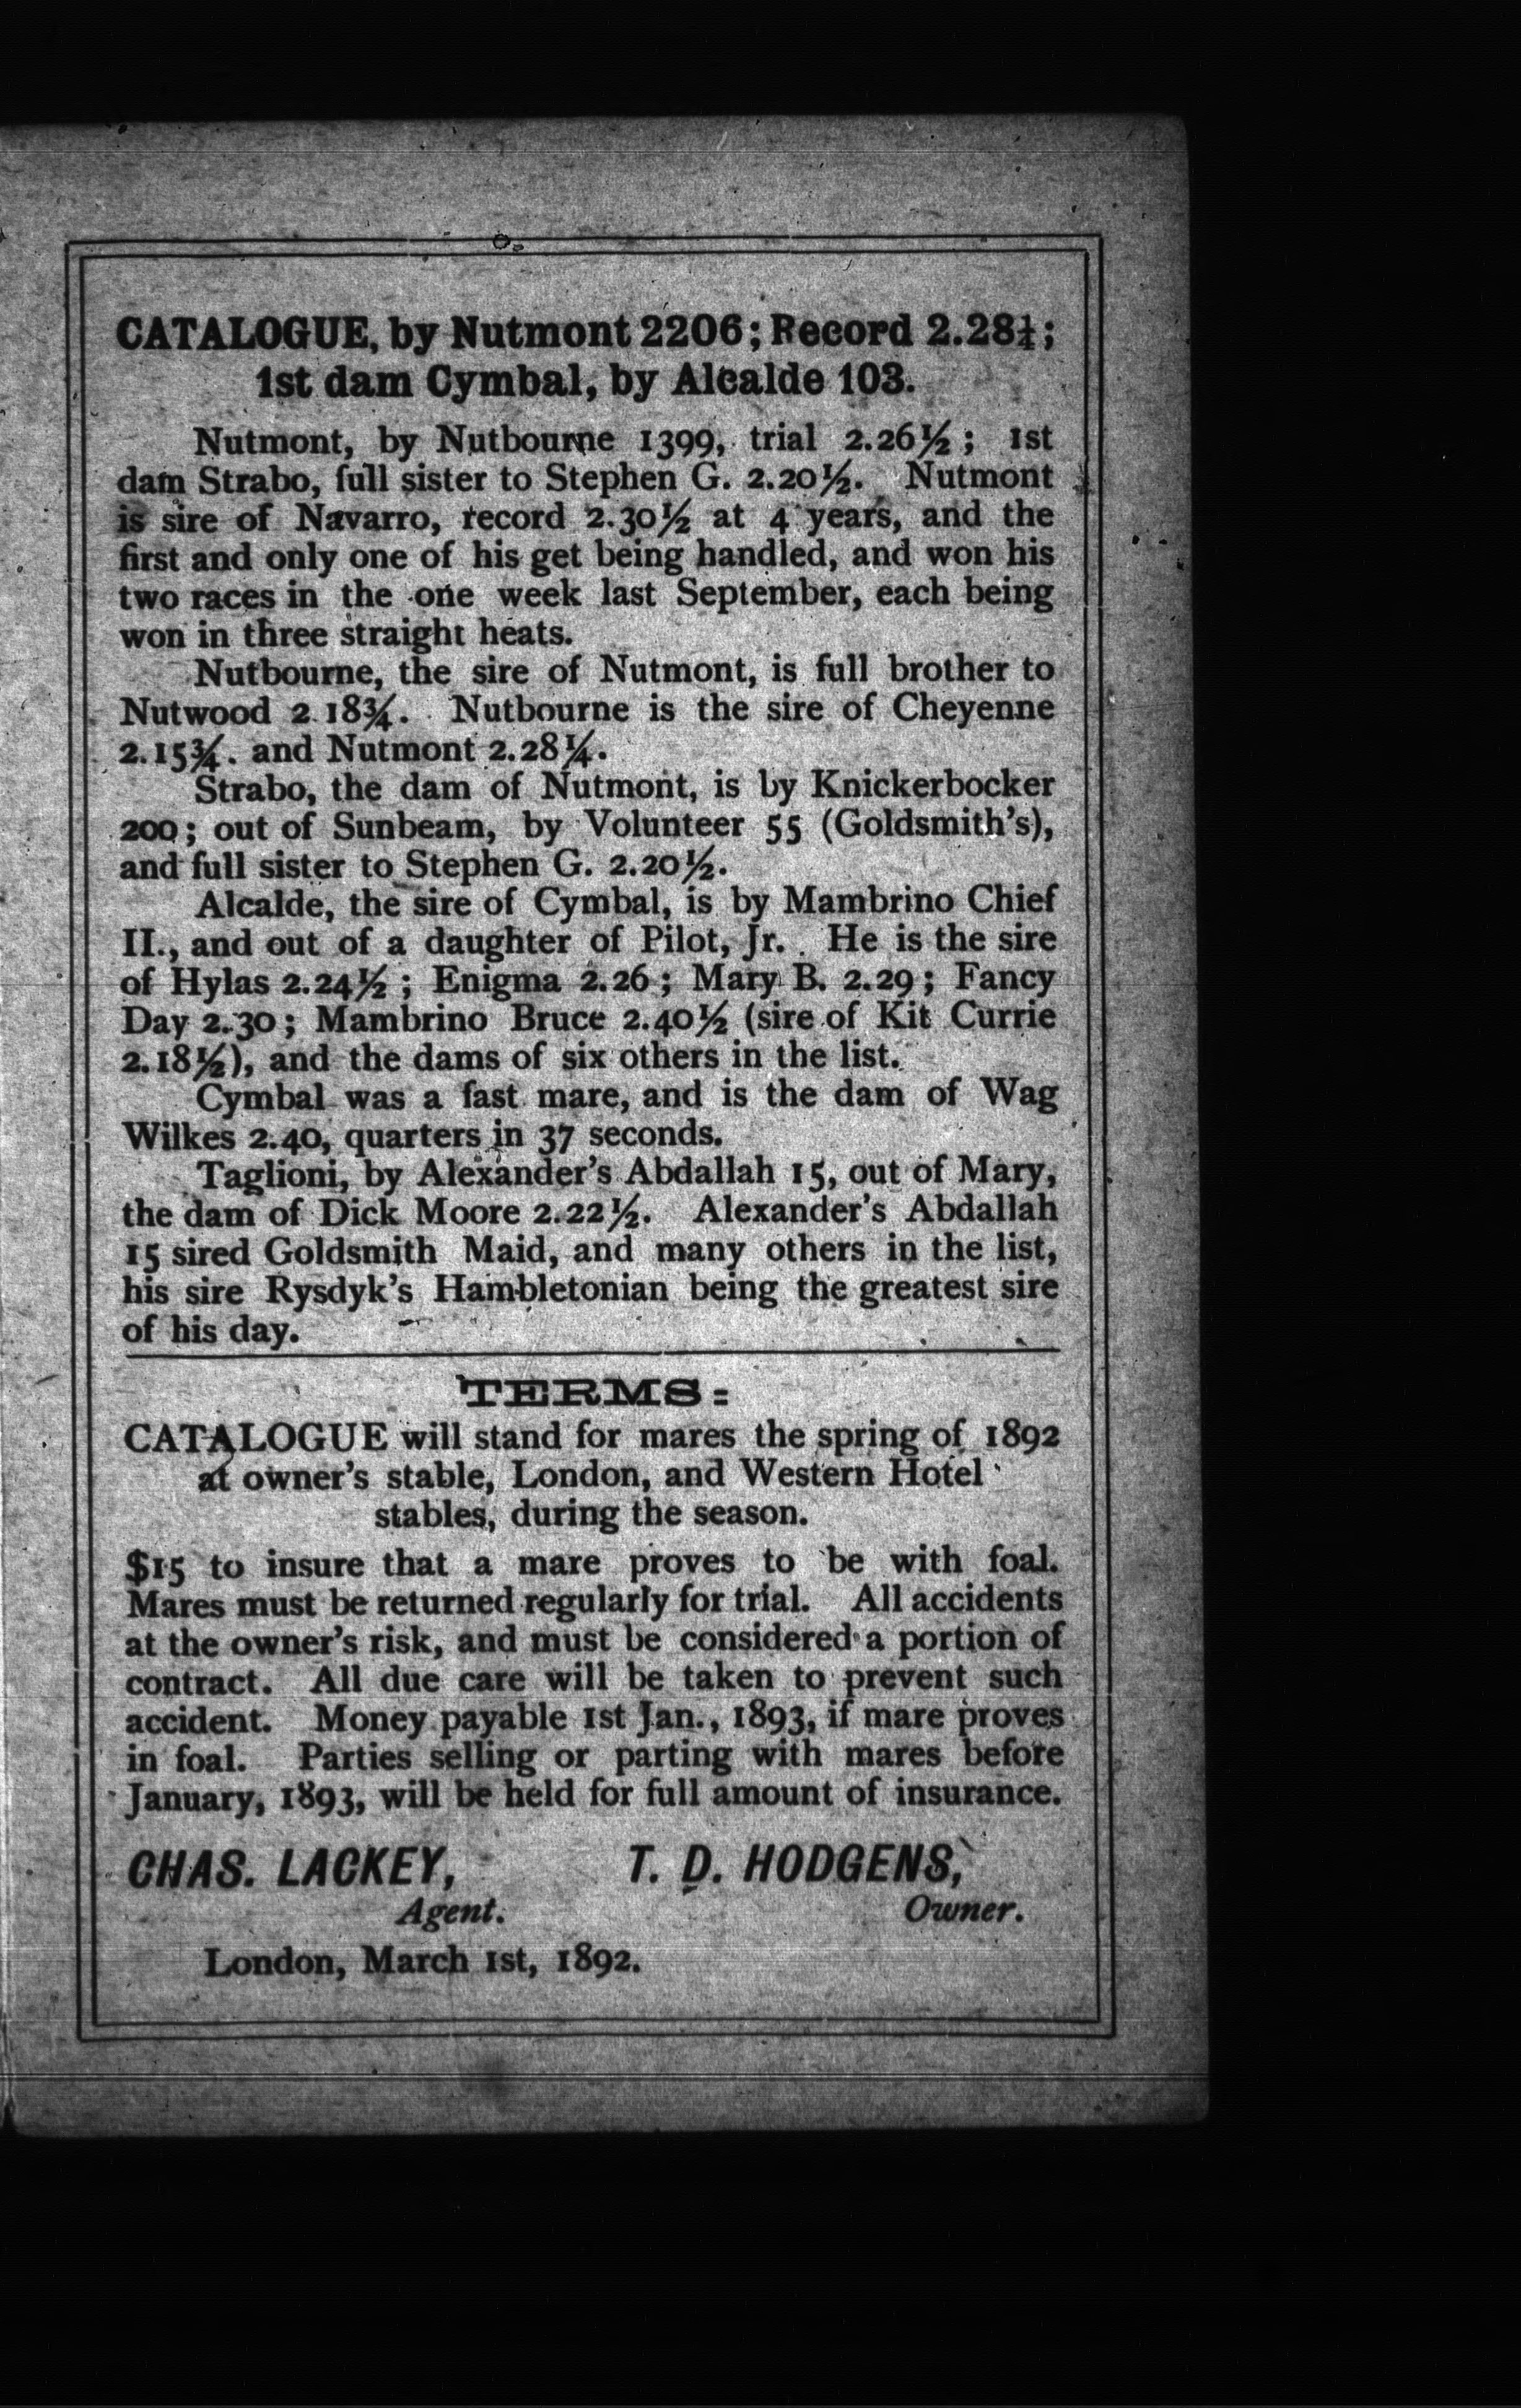 CATALOGUE, by Nutmont 2206; Record 2.28¼;
1st dam Cymbal, by Alcalde 103.
Nutmont, by Nutbourne 1399, trial 2.26½; 1st
dam Strabo, full sister to Stephen G. 2.20½. Nutmont
is sire of Navarro, record 2.30½ at 4 years, and the
first and only one of his get being handled, and won his
two races in the one week last September, each being
won in three straight heats.
Nutbourne, the sire of Nutmont, is full brother to
Nutwood 2.18¾. Nutbourne is the sire of Cheyenne
2.15¾. and Nutmont 2.28¼.
Strabo, the dam of Nutmont, is by Knickerbocker
200; out of Sunbeam, by Volunteer 55 (Goldsmith's),
and full sister to Stephen G. 2.20½.
Alcalde, the sire of Cymbal, is by Mambrino Chief
II., and out of a daughter of Pilot, Jr. He is the sire
of Hylas 2.24½; Enigma 2.26; Mary B. 2.29; Fancy
Day 2.30; Mambrino Bruce 2.40½ (sire of Kit Currie
2.18½), and the dams of six others in the list.
Cymbal was a fast mare, and is the dam of Wag
Wilkes 2.40, quarters in 37 seconds.
Taglioni, by Alexander's Abdallah 15, out of Mary,
the dam of Dick Moore 2.22½. Alexander's Abdallah
15 sired Goldsmith Maid, and many others in the list,
his sire Rysdyk's Hambletonian being the greatest sire
of his day.
TERMS:
CATALOGUE will stand for mares the spring of 1892
at owner's stable, London, and Western Hotel
stables, during the season.
$15 to insure that a mare proves to be with foal.
Mares must be returned regularly for trial. All accidents
at the owner's risk, and must be considered a portion of
contract. All due care will be taken to prevent such
accident. Money payable 1st Jan., 1893, if mare proves
in foal. Parties selling or parting with mares before
January, 1893, will be held for full amount of insurance.
CHAS. LACKEY, T. D. HODGENS,
Agent. Owner.
London, March 1st, 1892.